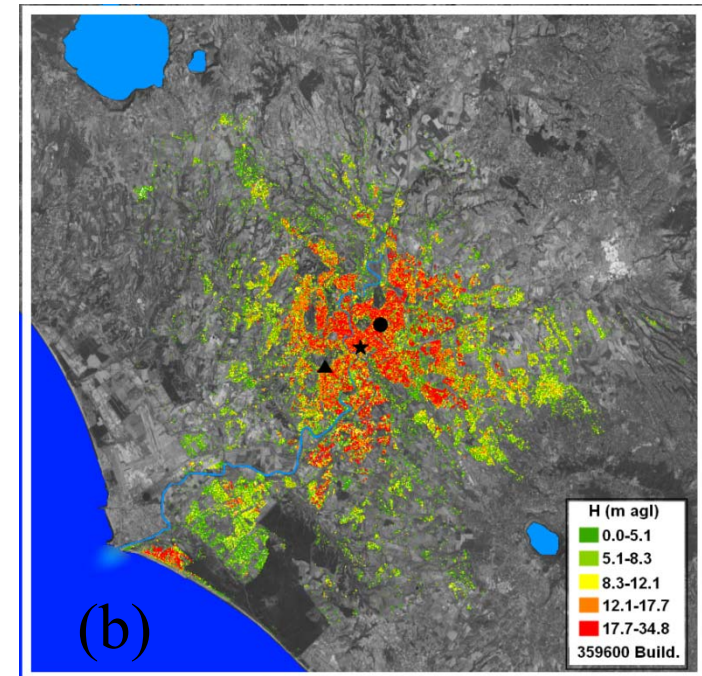 H (m agl)
0.0-5.1
5.1-8.3
8.3-12.1
12.1-17.7
17.7-34.8
359600 Build.
(b)